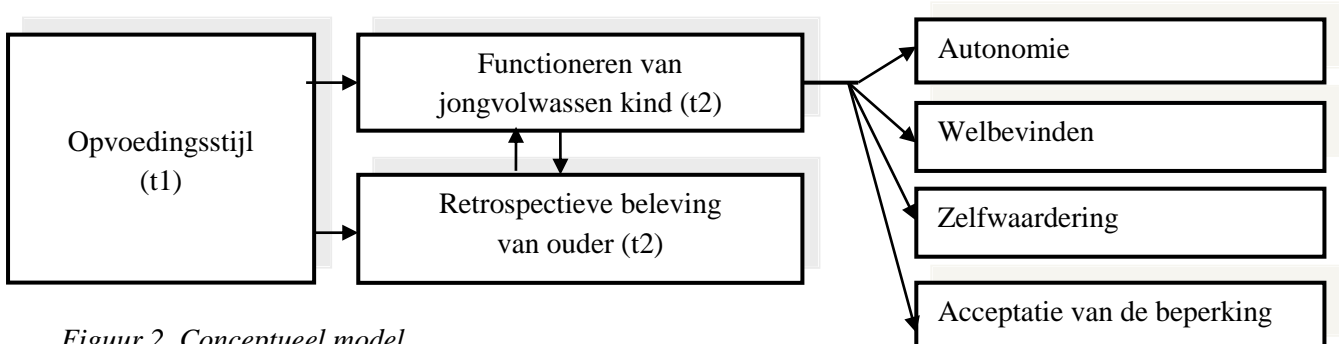 Opvoedingsstijl
(t1)
Functioneren van
jongvolwassen kind (t2)
Retrospectieve beleving
van ouder (t2)
Autonomie
Welbevinden
Zelfwaardering
Acceptatie van de beperking
Figuur 2. Conceptueel model